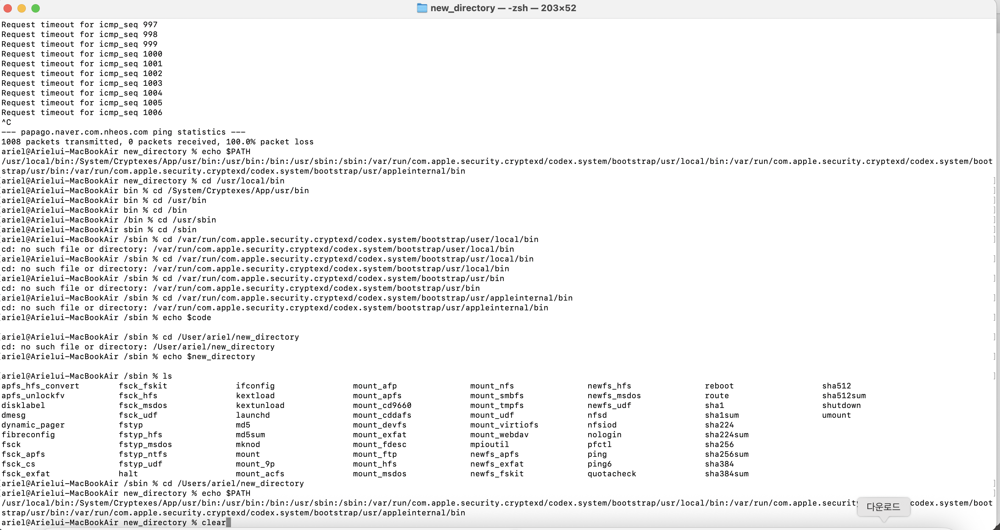 new_directory — -zsh — 203×52
Request timeout for icmp_seq 997
Request timeout for icmp_seq 998
Request timeout for icmp_seq 999
Request timeout for icmp_seq 1000
Request timeout for icmp_seq 1001
Request timeout for icmp_seq 1002
Request timeout for icmp_seq 1003
Request timeout for icmp_seq 1004
Request timeout for icmp_seq 1005
Request timeout for icmp_seq 1006
^C
--- papago.naver.com.nheos.com ping statistics ---
1008 packets transmitted, 0 packets received, 100.0% packet loss
ariel@Arielui-MacBookAir new_directory % echo $PATH
/usr/local/bin:/System/Cryptexes/App/usr/bin:/usr/bin:/bin:/usr/sbin:/sbin:/var/run/com.apple.security.cryptexd/codex.system/bootstrap/usr/local/bin:/var/run/com.apple.security.cryptexd/codex.system/boot
strap/usr/bin:/var/run/com.apple.security.cryptexd/codex.system/bootstrap/usr/appleinternal/bin
[ariel@Arielui-MacBookAir new_directory % cd /usr/local/bin ]
[ariel@Arielui-MacBookAir bin % cd /System/Cryptexes/App/usr/bin ]
[ariel@Arielui-MacBookAir bin % cd /usr/bin ]
[ariel@Arielui-MacBookAir bin % cd /bin ]
[ariel@Arielui-MacBookAir /bin % cd /usr/sbin ]
[ariel@Arielui-MacBookAir sbin % cd /sbin ]
[ariel@Arielui-MacBookAir /sbin % cd /var/run/com.apple.security.cryptexd/codex.system/bootstrap/user/local/bin ]
cd: no such file or directory: /var/run/com.apple.security.cryptexd/codex.system/bootstrap/user/local/bin
[ariel@Arielui-MacBookAir /sbin % cd /var/run/com.apple.security.cryptexd/codex.system/bootstrap/usr/local/bin ]
cd: no such file or directory: /var/run/com.apple.security.cryptexd/codex.system/bootstrap/usr/local/bin
[ariel@Arielui-MacBookAir /sbin % cd /var/run/com.apple.security.cryptexd/codex.system/bootstrap/usr/bin ]
cd: no such file or directory: /var/run/com.apple.security.cryptexd/codex.system/bootstrap/usr/bin
[ariel@Arielui-MacBookAir /sbin % cd /var/run/com.apple.security.cryptexd/codex.system/bootstrap/usr/appleinternal/bin ]
cd: no such file or directory: /var/run/com.apple.security.cryptexd/codex.system/bootstrap/usr/appleinternal/bin
[ariel@Arielui-MacBookAir /sbin % echo $code ]
[ariel@Arielui-MacBookAir /sbin % cd /User/ariel/new_directory ]
cd: no such file or directory: /User/ariel/new_directory
[ariel@Arielui-MacBookAir /sbin % echo $new_directory ]
[ariel@Arielui-MacBookAir /sbin % ls ]
apfs_hfs_convert fsck_fskit ifconfig mount_afp mount_nfs newfs_hfs reboot sha512
apfs_unlockfv fsck_hfs kextload mount_apfs mount_smbfs newfs_msdos route sha512sum
disklabel fsck_msdos kextunload mount_cd9660 mount_tmpfs newfs_udf sha1 shutdown
dmesg fsck_udf launchd mount_cddafs mount_udf nfsd sha1sum umount
dynamic_pager fstyp md5 mount_devfs mount_virtiofs nfsiod sha224
fibreconfig fstyp_hfs md5sum mount_exfat mount_webdav nologin sha224sum
fsck fstyp_msdos mknod mount_fdesc mpioutil pfctl sha256
fsck_apfs fstyp_ntfs mount mount_ftp newfs_apfs ping sha256sum
fsck_cs fstyp_udf mount_9p mount_hfs newfs_exfat ping6 sha384
fsck_exfat halt mount_acfs mount_msdos newfs_fskit quotacheck sha384sum
[ariel@Arielui-MacBookAir /sbin % cd /Users/ariel/new_directory ]
[ariel@Arielui-MacBookAir new_directory % echo $PATH ]
/usr/local/bin:/System/Cryptexes/App/usr/bin:/usr/bin:/bin:/usr/sbin:/sbin:/var/run/com.apple.security.cryptexd/codex.system/bootstrap/usr/local/bin:/var/run/com.apple.security codex.system/boot
다운로드
strap/usr/bin:/var/run/com.apple.security.cryptexd/codex.system/bootstrap/usr/appleinternal/bin
ariel@Arielui-MacBookAir new_directory % clear